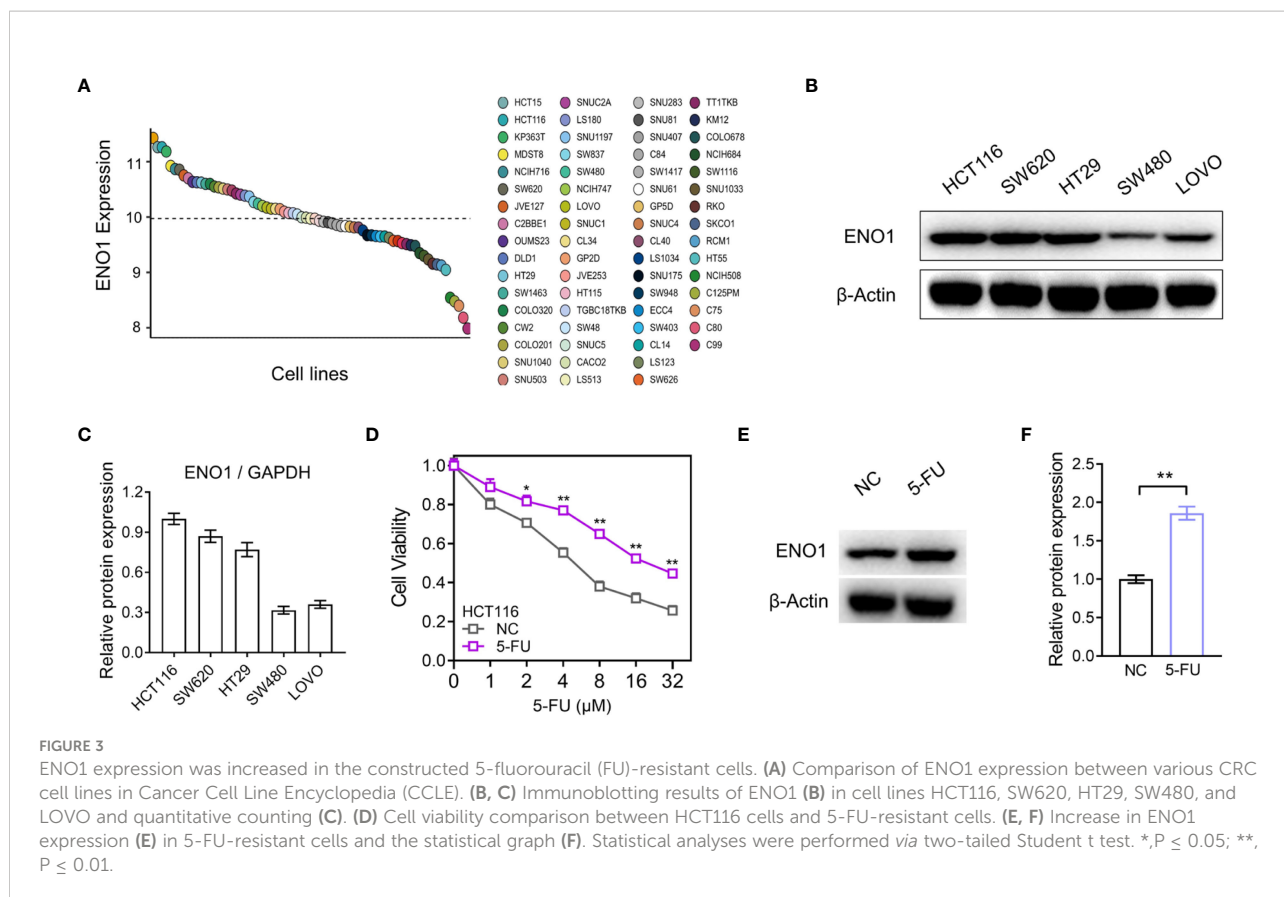 A
ENO1 Expression
11
10
9
8
Cell lines
HCT15
HCT116
KP363T
MDST8
NCIH716
SW620
JVE127
C2BBE1
OUMS23
DLD1
HT29
SW1463
COLO320
CW2
COLO201
SNU1040
SNU503
SNUC2A
LS180
SNU1197
SW837
SW480
NCIH747
LOVO
SNUC1
CL34
GP2D
JVE253
HT115
TGBC18TKB
SW48
SNUC5
CACO2
LS513
SNU283
SNU81
SNU407
C84
SW1417
SNU61
GP5D
SNUC4
CL40
LS1034
SNU175
SW948
ECC4
SW403
CL14
LS123
SW626
TT1TKB
KM12
COLO678
NCIH684
SW1116
SNU1033
RKO
SKCO1
RCM1
HT55
NCIH508
C125PM
C75
C80
C99
B
HCT116 SW620 HT29 SW480 LOVO
ENO1
β-Actin
C
ENO1 / GAPDH
Relative protein expression
1.2
0.9
0.6
0.3
0.0
HCT116 SW620 HT29 SW480 LOVO
D
Cell Viability
1.0
0.8
0.6
0.4
0.2
0.0
* ** ** ** **
HCT116
NC
5-FU
0 1 2 4 8 16 32
5-FU (μM)
E
NC 5-FU
ENO1
β-Actin
F
Relative protein expression
2.5
2.0
1.5
1.0
0.5
0.0
**
NC 5-FU
FIGURE 3
ENO1 expression was increased in the constructed 5-fluorouracil (FU)-resistant cells. (A) Comparison of ENO1 expression between various CRC
cell lines in Cancer Cell Line Encyclopedia (CCLE). (B, C) Immunoblotting results of ENO1 (B) in cell lines HCT116, SW620, HT29, SW480, and
LOVO and quantitative counting (C). (D) Cell viability comparison between HCT116 cells and 5-FU-resistant cells. (E, F) Increase in ENO1
expression (E) in 5-FU-resistant cells and the statistical graph (F). Statistical analyses were performed via two-tailed Student t test. *,P ≤ 0.05; **,
P ≤ 0.01.